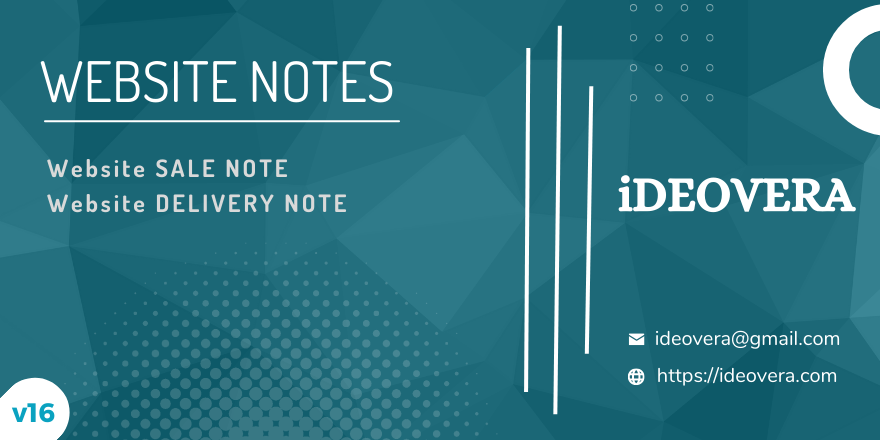 WEBSITE NOTES
Website SALE NOTE
Website DELIVERY NOTE
iDEOVERA
ideovera@gmail.com
https://ideovera.com
v16